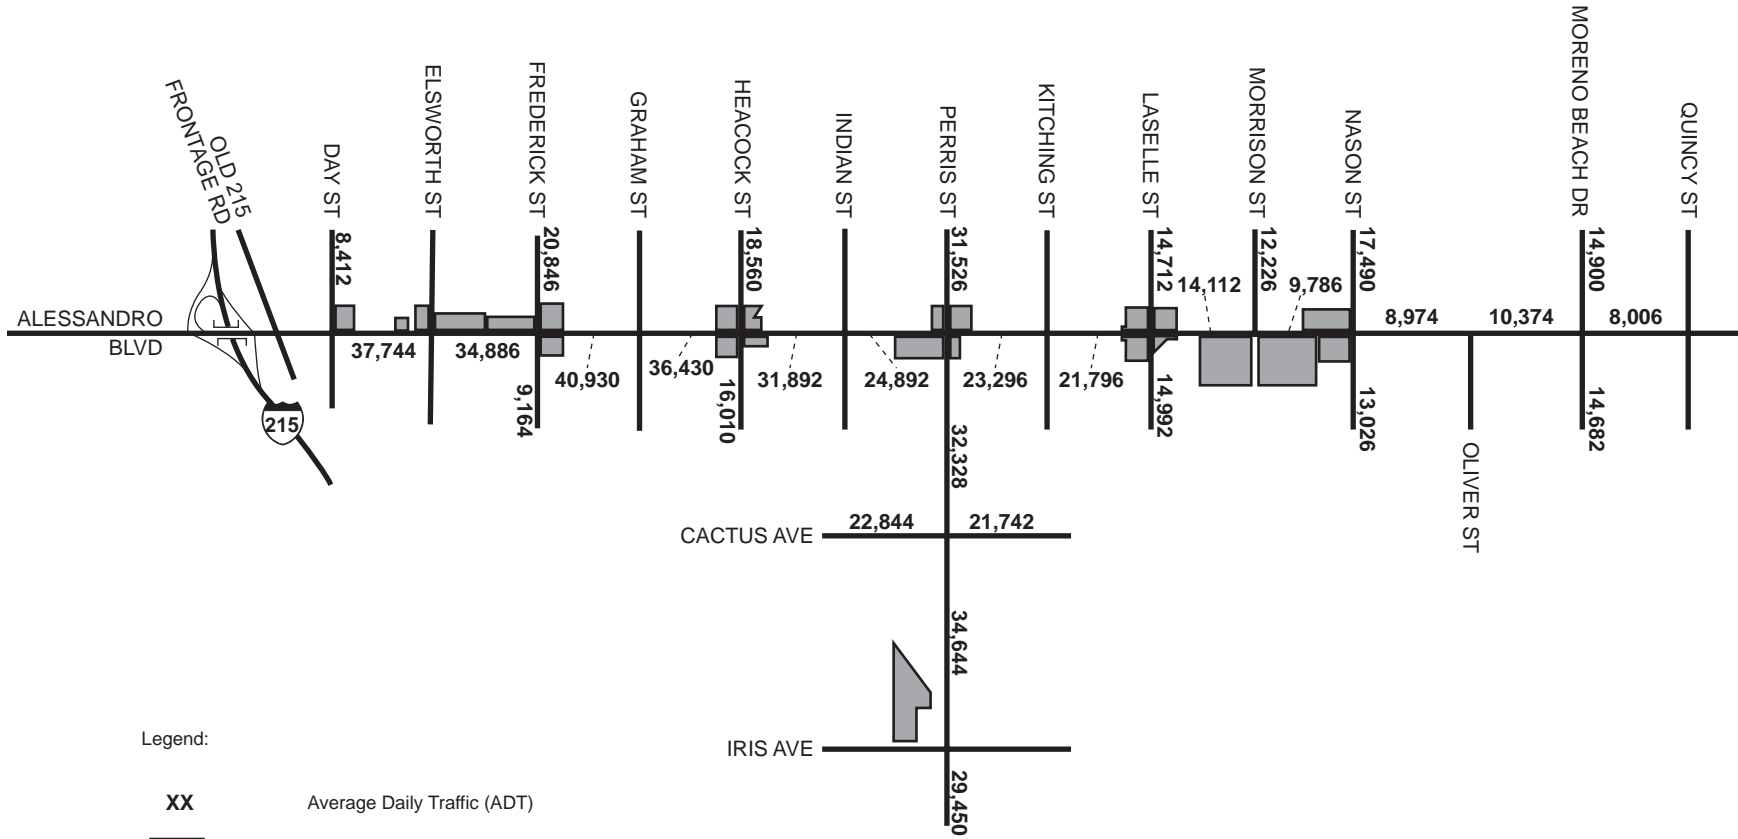 FRONTAGE RD
OLD 215
DAY ST
ELSWORTH ST
FREDERICK ST
GRAHAM ST
HEACOCK ST
INDIAN ST
PERRIS ST
KITCHING ST
LASELLE ST
MORRISON ST
NASON ST
MORENO BEACH DR
QUINCY ST
8,412
20,846
18,560
31,526
14,712
12,226
17,490
14,900
14,112
9,786
ALESSANDRO
BLVD
8,974
10,374
8,006
37,744
34,886
40,930
36,430
31,892
24,892
23,296
21,796
9,164
16,010
14,992
13,026
14,682
215
32,328
OLIVER ST
CACTUS AVE
22,844
21,742
34,644
IRIS AVE
29,450
Legend:
XX
Average Daily Traffic (ADT)